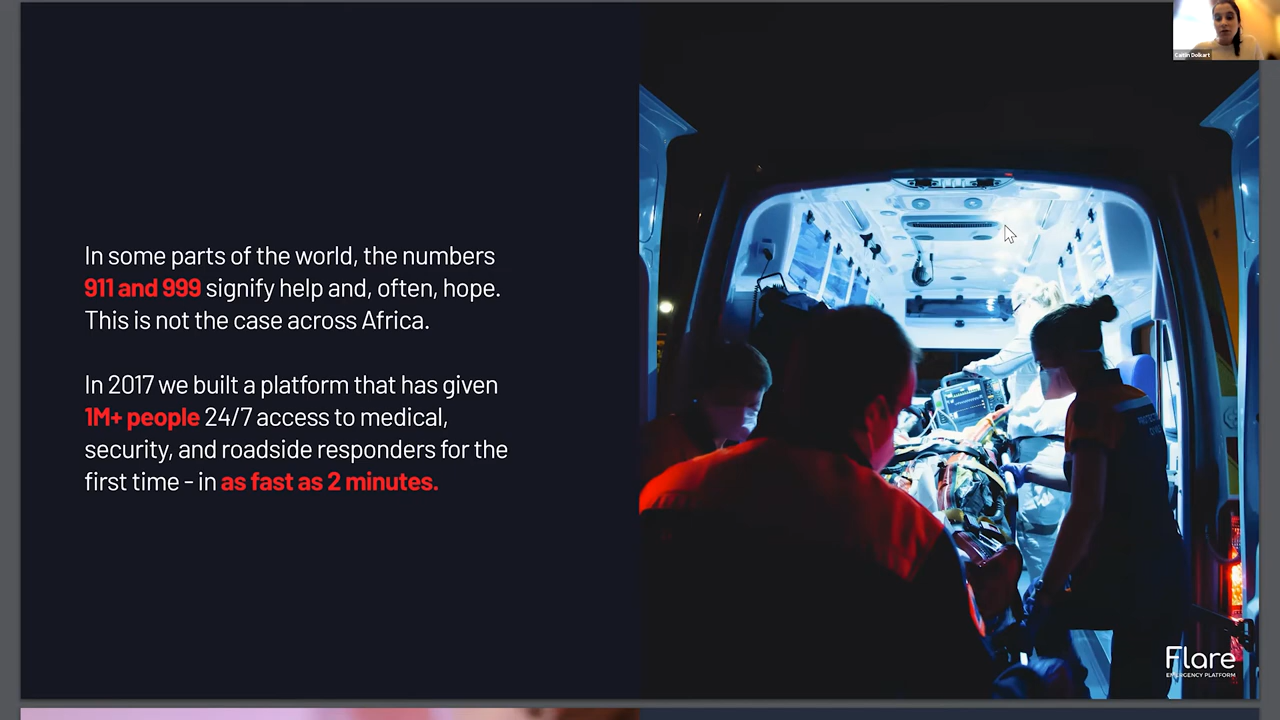 Caitlin Dolkart
In some parts of the world, the numbers
911 and 999 signify help and, often, hope.
This is not the case across Africa.
In 2017 we built a platform that has given
1M+ people 24/7 access to medical,
security, and roadside responders for the
first time - in as fast as 2 minutes.
Flare
EMERGENCY PLATFORM